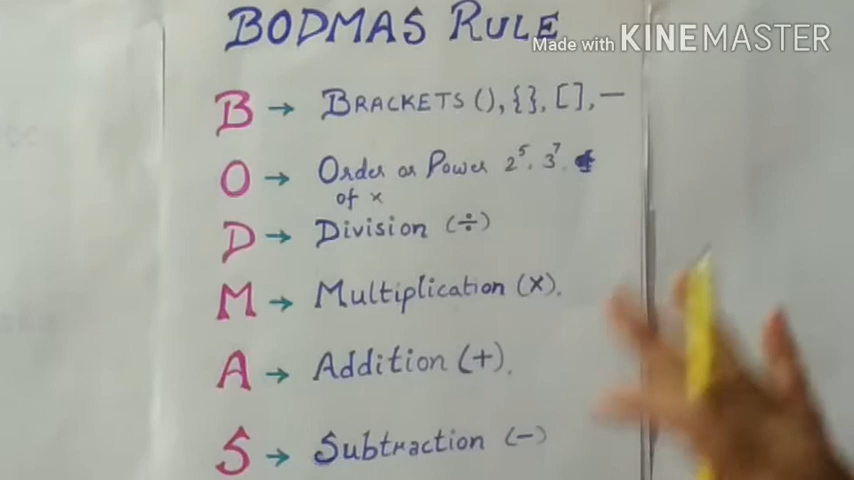 BODMAS RULE
Made with KINEMASTER
B → BRACKETS (), {}, [], —
O → Order or Power 2⁵, 3⁷,
of x
D → Division (÷)
M → Multiplication (x).
A → Addition (+).
S → Subtraction (-)